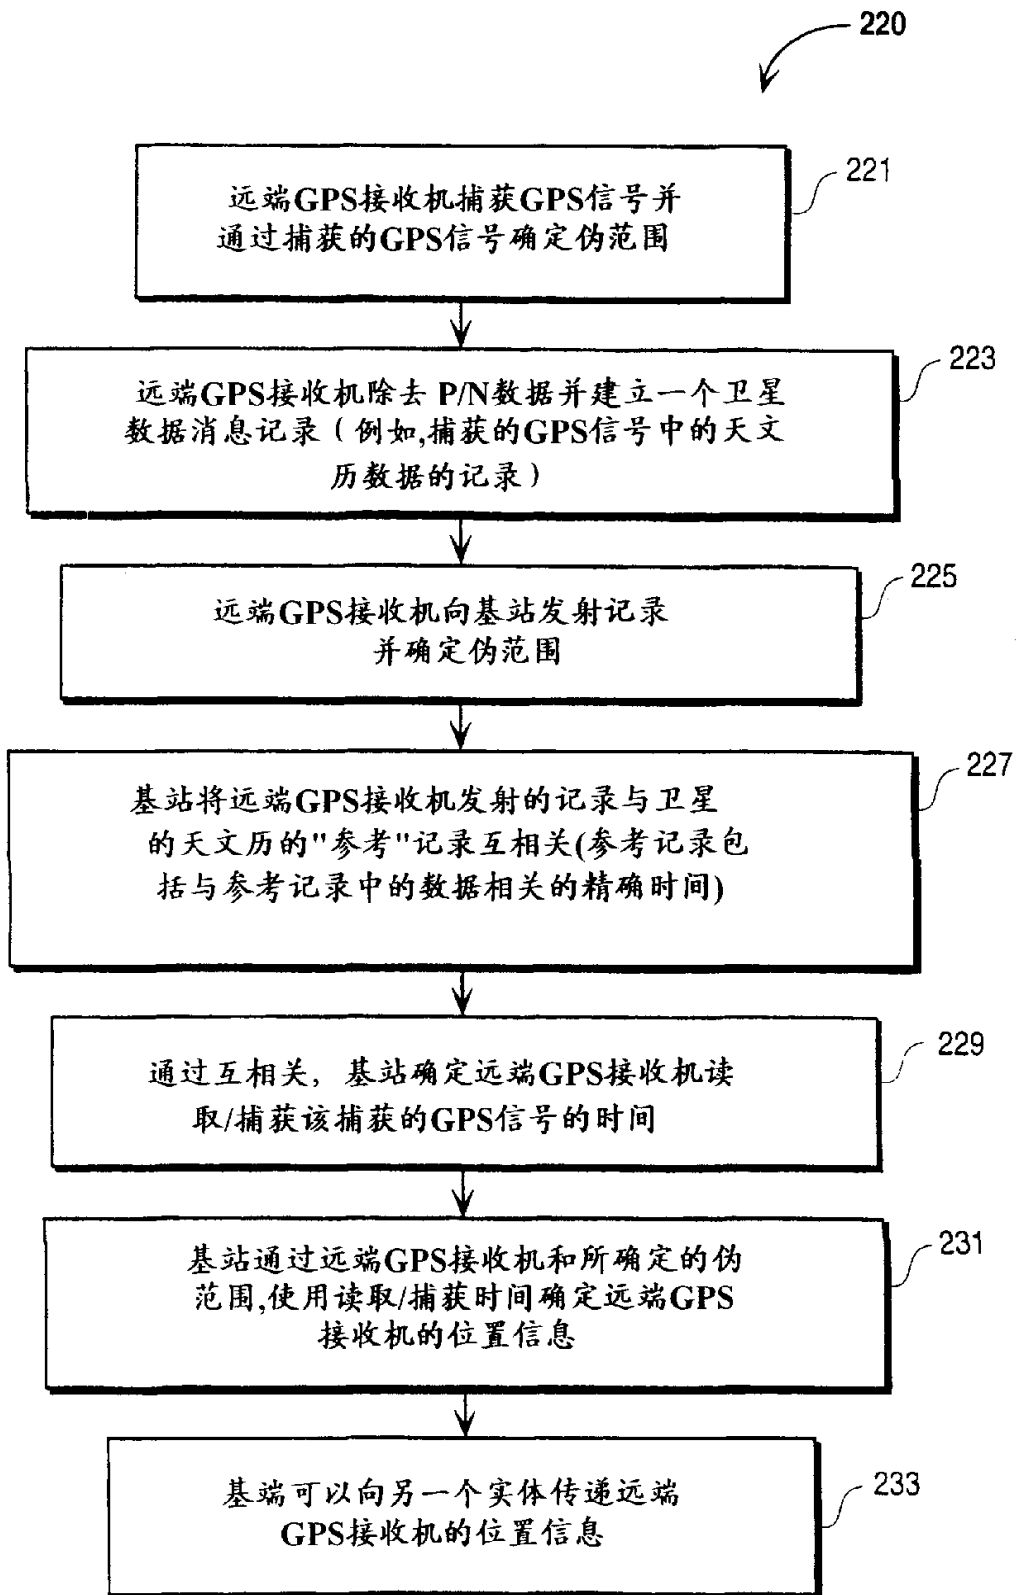 220
远端GPS接收机捕获GPS信号并
通过捕获的GPS信号确定伪范围
221
远端GPS接收机除去 P/N数据并建立一个卫星
数据消息记录（例如,捕获的GPS信号中的天文
历数据的记录）
223
远端GPS接收机向基站发射记录
并确定伪范围
225
基站将远端GPS接收机发射的记录与卫星
的天文历的"参考"记录互相关(参考记录包
括与参考记录中的数据相关的精确时间)
227
通过互相关，基站确定远端GPS接收机读
取/捕获该捕获的GPS信号的时间
229
基站通过远端GPS接收机和所确定的伪
范围,使用读取/捕获时间确定远端GPS
接收机的位置信息
231
基端可以向另一个实体传递远端
GPS接收机的位置信息
233